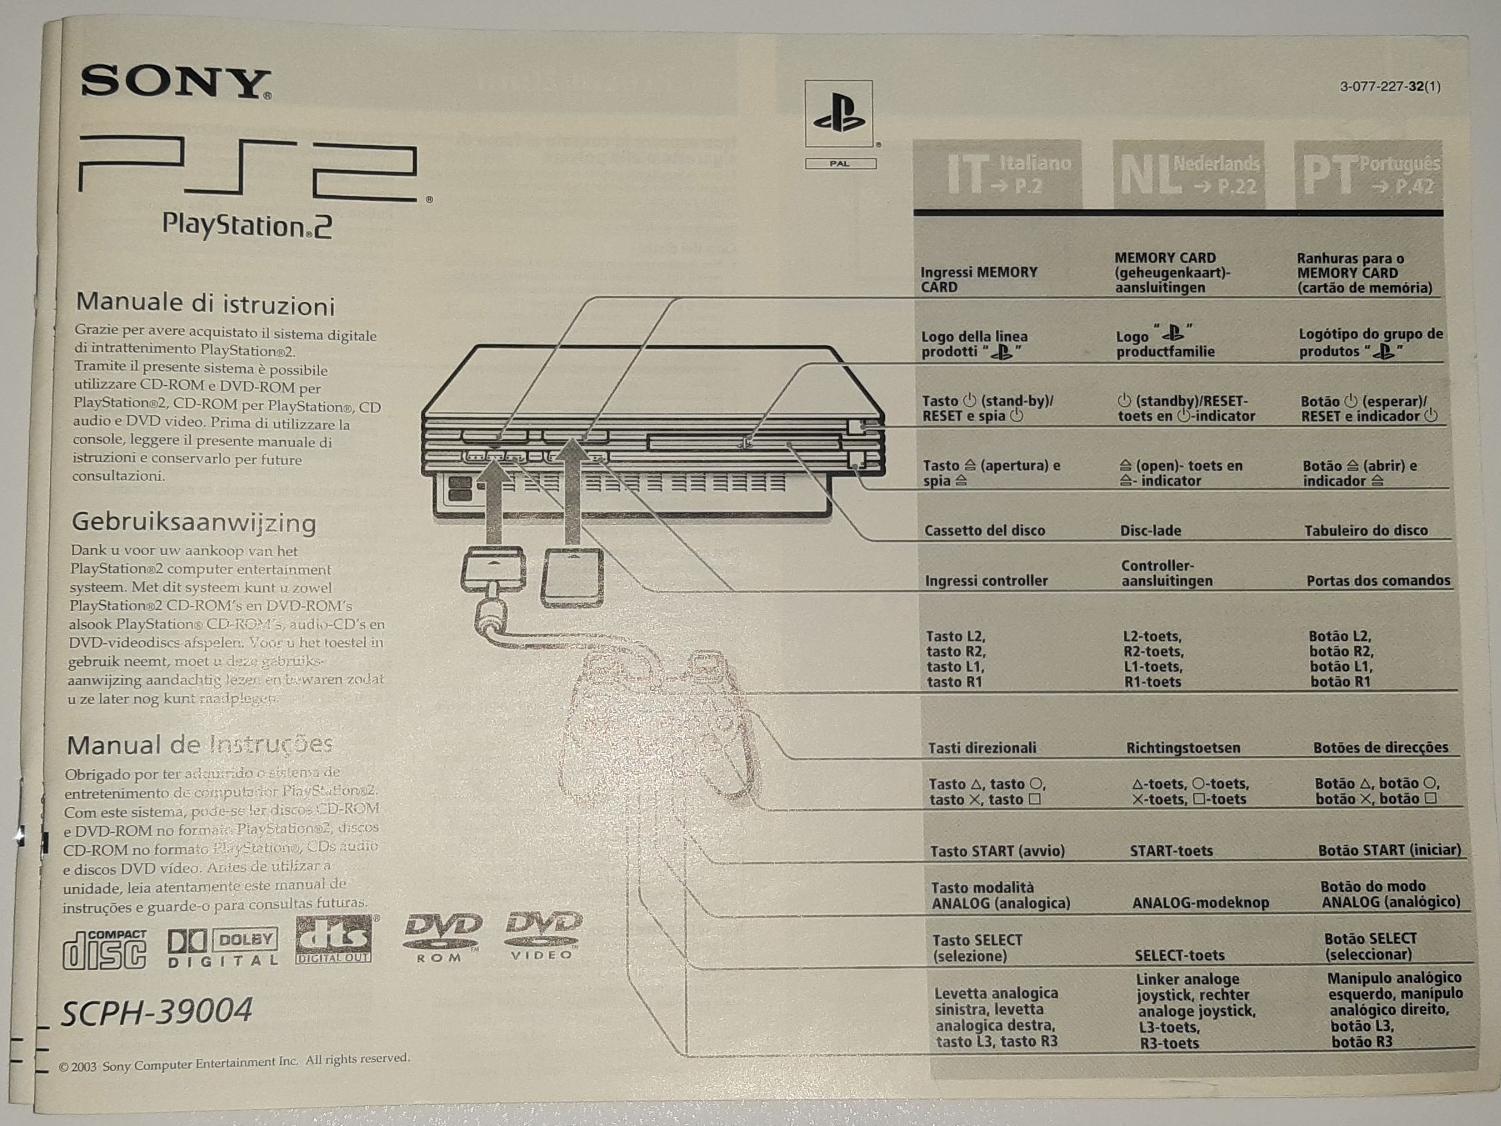 SONY®
PS2®
PlayStation®2
Manuale di istruzioni
Grazie per avere acquistato il sistema digitale
di intrattenimento PlayStation®2.
Tramite il presente sistema è possibile
utilizzare CD-ROM e DVD-ROM per
PlayStation®2, CD-ROM per PlayStation®, CD
audio e DVD video. Prima di utilizzare la
console, leggere il presente manuale di
istruzioni e conservarlo per future
consultazioni.
Gebruiksaanwijzing
Dank u voor uw aankoop van het
PlayStation®2 computer entertainment
systeem. Met dit systeem kunt u zowel
PlayStation®2 CD-ROM's en DVD-ROM's
alsook PlayStation® CD-ROM's, audio-CD's en
DVD-videodiscs afspelen. Voor u het toestel in
gebruik neemt, moet u deze gebruiks-
aanwijzing aandachtig lezen en bewaren zodat
u ze later nog kunt raadplegen.
Manual de Instruções
Obrigado por ter adquirido o sistema de
entretenimento de computador PlayStation®2.
Com este sistema, pode-se ler discos CD-ROM
e DVD-ROM no formato PlayStation®2, discos
CD-ROM no formato PlayStation®, CDs audio
e discos DVD vídeo. Antes de utilizar a
unidade, leia atentamente este manual de
instruções e guarde-o para consultas futuras.
COMPACT disc
DOLBY DIGITAL
dts® DIGITAL OUT
DVD ROM™
DVD VIDEO™
SCPH-39004
© 2003 Sony Computer Entertainment Inc. All rights reserved.
PAL
3-077-227-32(1)
IT Italiano → P.2
NL Nederlands → P.22
PT Português → P.42
Ingressi MEMORY
CARD
MEMORY CARD
(geheugenkaart)-
aansluitingen
Ranhuras para o
MEMORY CARD
(cartão de memória)
Logo della linea
prodotti " "
Logo " "
productfamilie
Logótipo do grupo de
produtos " "
Tasto ⏻ (stand-by)/
RESET e spia ⏻
⏻ (standby)/RESET-
toets en ⏻-indicator
Botão ⏻ (esperar)/
RESET e indicador ⏻
Tasto ≙ (apertura) e
spia ≙
≙ (open)- toets en
≙- indicator
Botão ≙ (abrir) e
indicador ≙
Cassetto del disco
Disc-lade
Tabuleiro do disco
Ingressi controller
Controller-
aansluitingen
Portas dos comandos
Tasto L2,
tasto R2,
tasto L1,
tasto R1
L2-toets,
R2-toets,
L1-toets,
R1-toets
Botão L2,
botão R2,
botão L1,
botão R1
Tasti direzionali
Richtingstoetsen
Botões de direcções
Tasto △, tasto ○,
tasto ×, tasto □
△-toets, ○-toets,
×-toets, □-toets
Botão △, botão ○,
botão ×, botão □
Tasto START (avvio)
START-toets
Botão START (iniciar)
Tasto modalità
ANALOG (analogica)
ANALOG-modeknop
Botão do modo
ANALOG (analógico)
Tasto SELECT
(selezione)
SELECT-toets
Botão SELECT
(seleccionar)
Levetta analogica
sinistra, levetta
analogica destra,
tasto L3, tasto R3
Linker analoge
joystick, rechter
analoge joystick,
L3-toets,
R3-toets
Manípulo analógico
esquerdo, manípulo
analógico direito,
botão L3,
botão R3